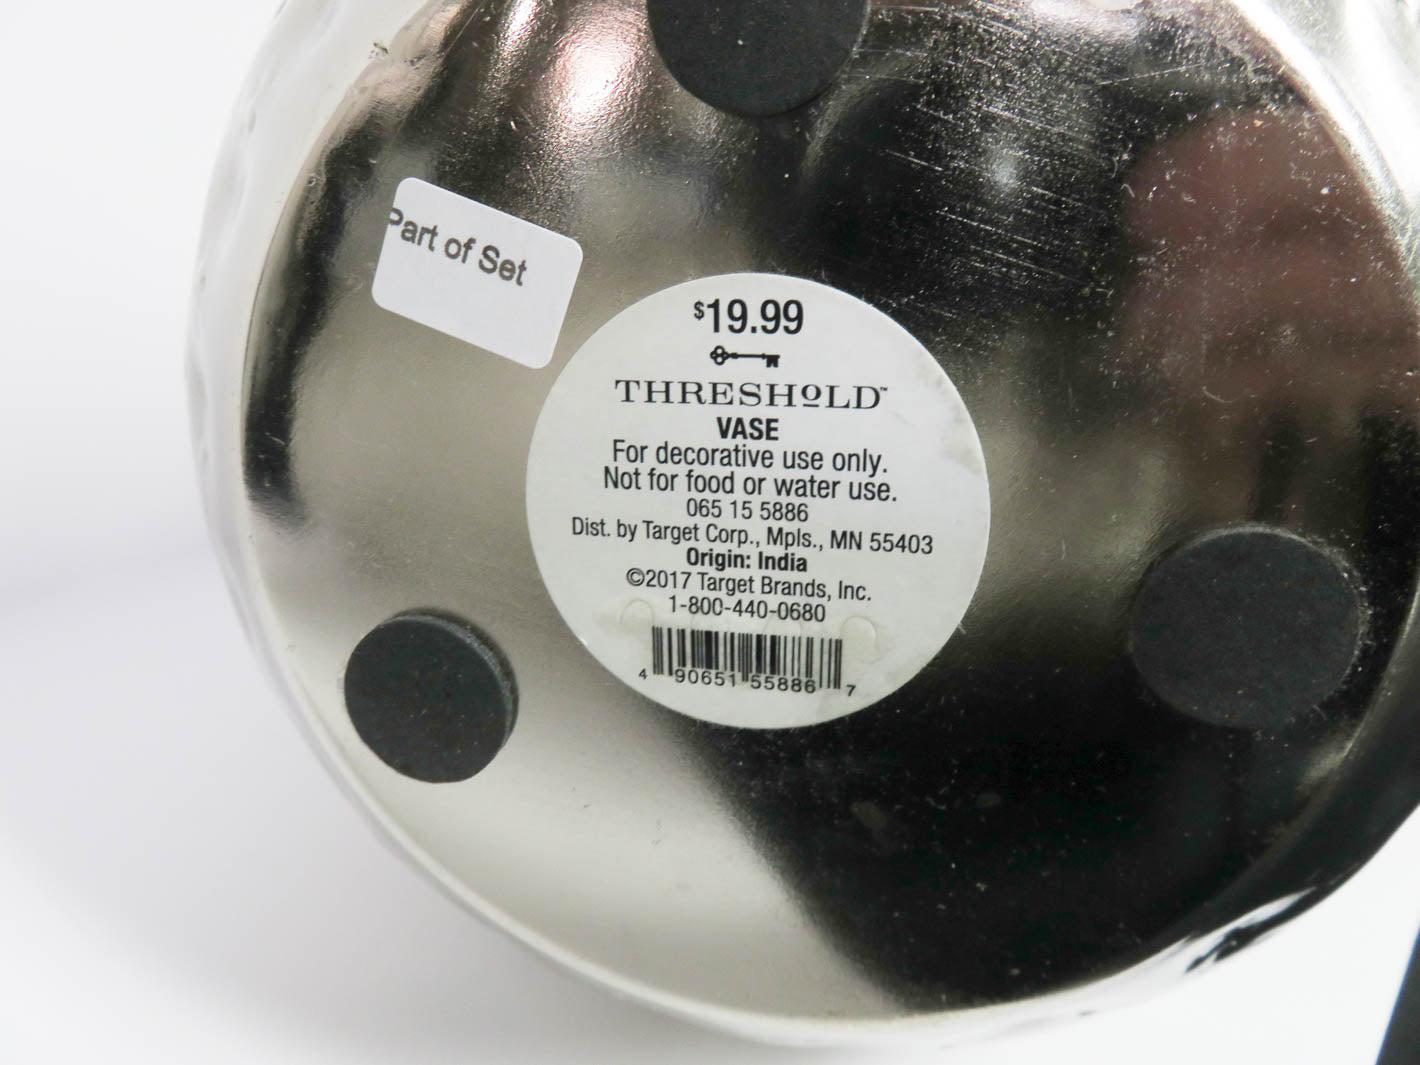 Part of Set
$19.99
THRESHOLD™
VASE
For decorative use only.
Not for food or water use.
065 15 5886
Dist. by Target Corp., Mpls., MN 55403
Origin: India
©2017 Target Brands, Inc.
1-800-440-0680
4 90651 55886 7